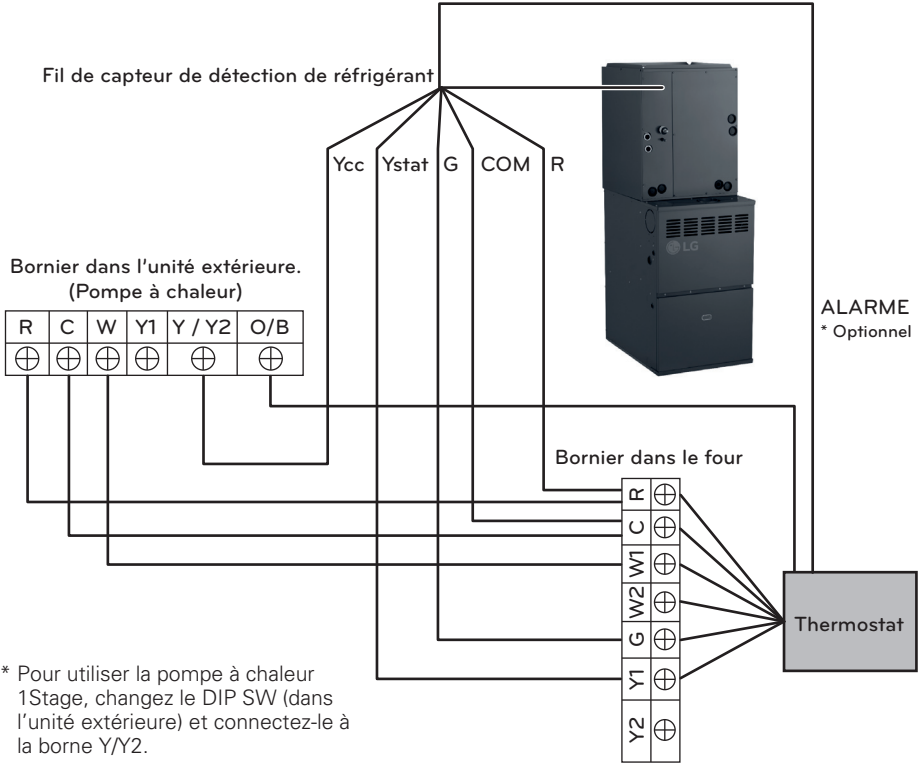 Fil de capteur de détection de réfrigérant
Ycc Ystat G COM R
LG
Bornier dans l'unité extérieure.
(Pompe à chaleur)
R C W Y1 Y / Y2 O/B
ALARME
* Optionnel
Bornier dans le four
R
C
W1
W2
G
Y1
Y2
Thermostat
* Pour utiliser la pompe à chaleur
1Stage, changez le DIP SW (dans
l'unité extérieure) et connectez-le à
la borne Y/Y2.